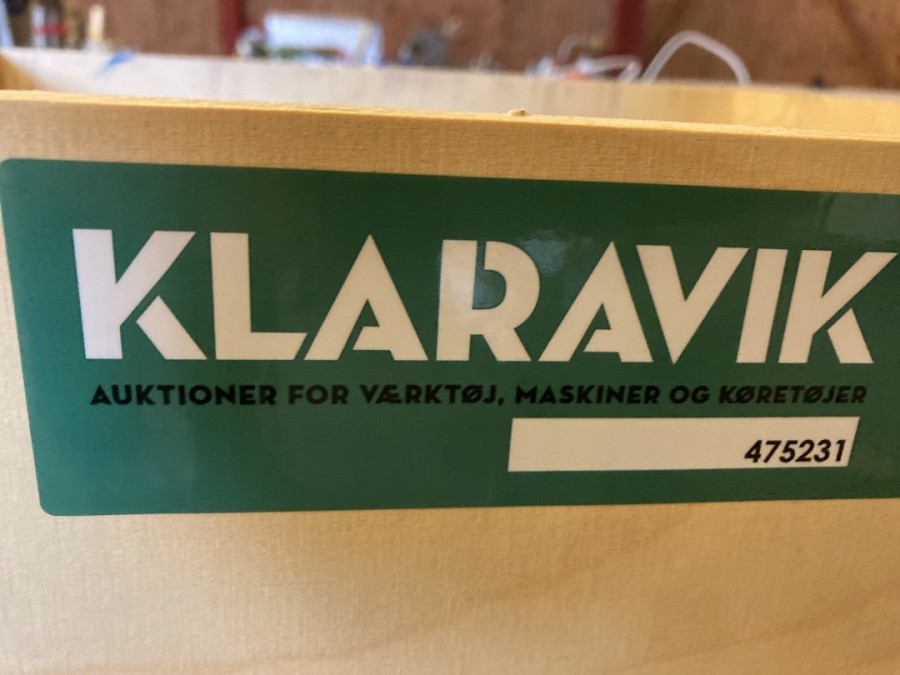 KLARAVIK
AUKTIONER FOR VÆRKTØJ, MASKINER OG KØRETØJER
475231